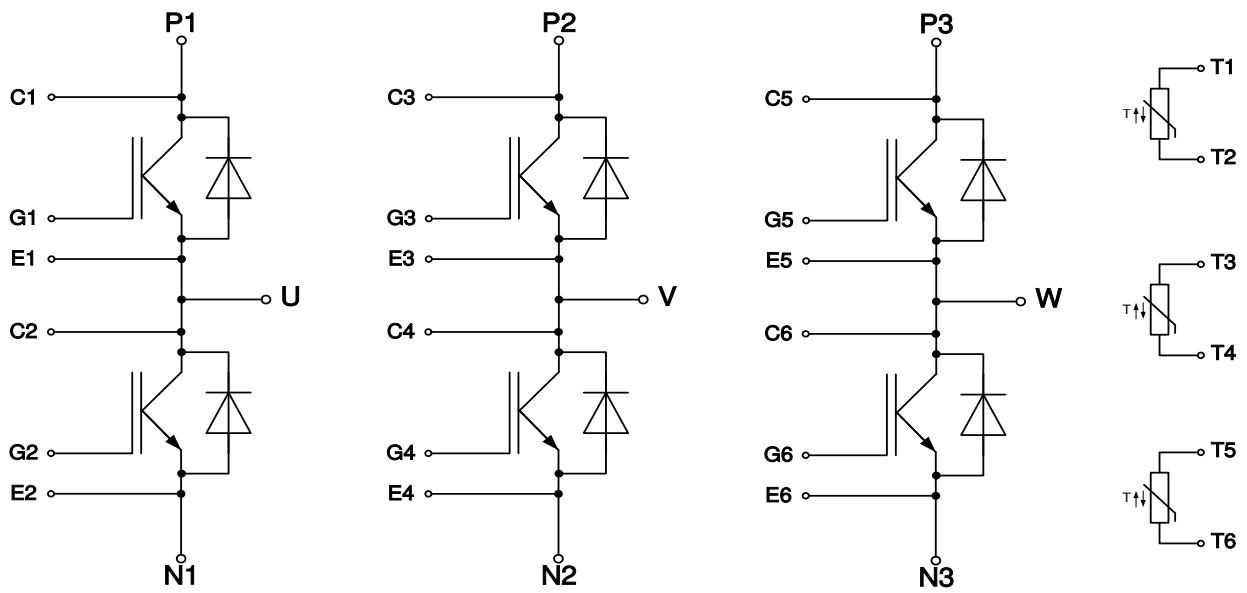 P1 P2 P3
C1 C3 C5
T1
T
T2
G1 G3 G5
E1 E3 E5
T3
U V W
T
C2 C4 C6
T4
G2 G4 G6
T5
E2 E4 E6
T
T6
N1 N2 N3